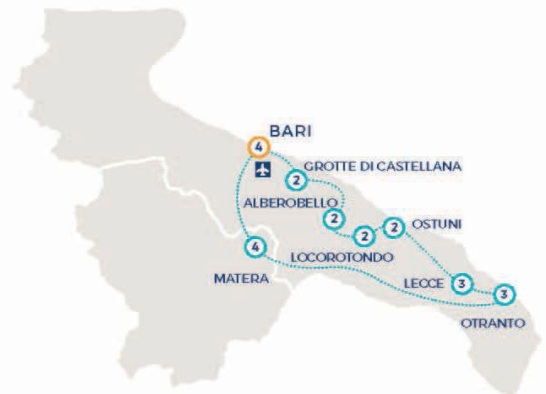 BARI
4
GROTTE DI CASTELLANA
2
ALBEROBELLO
2
OSTUNI
2
LOCOROTONDO
2
MATERA
4
LECCE
3
OTRANTO
3